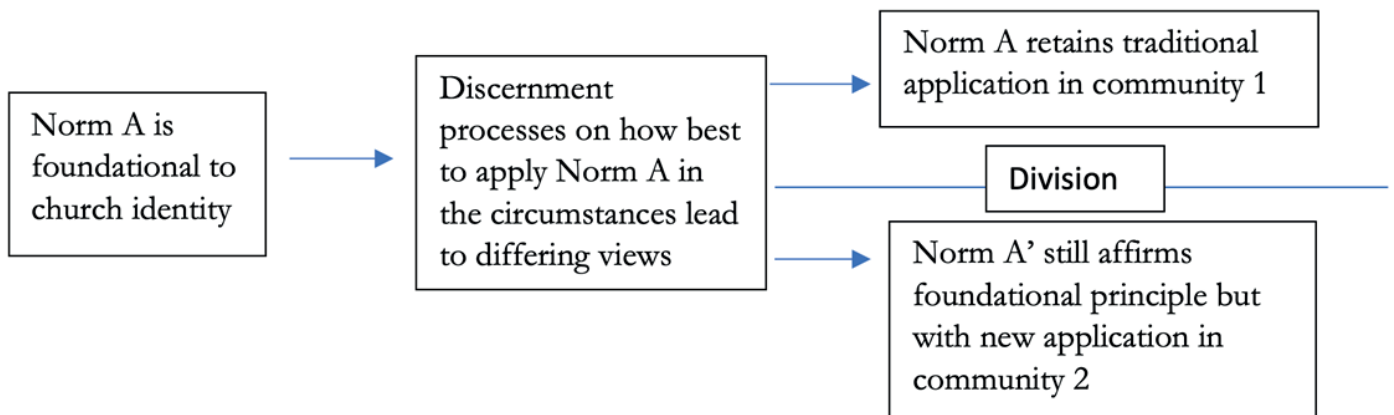 Norm A is
foundational to
church identity
Discernment
processes on how best
to apply Norm A in
the circumstances lead
to differing views
Norm A retains traditional
application in community 1
Division
Norm A’ still affirms
foundational principle but
with new application in
community 2